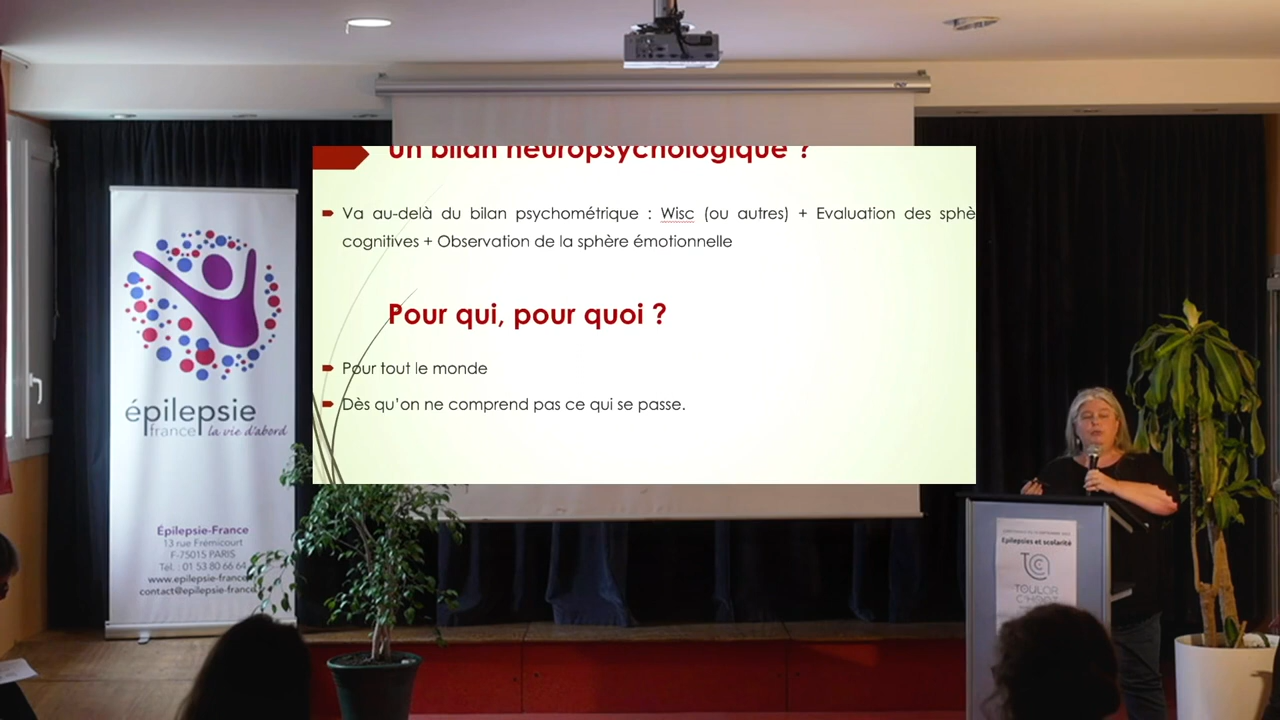 un bilan neuropsychologique ?
Va au-delà du bilan psychométrique : Wisc (ou autres) + Evaluation des sphè
cognitives + Observation de la sphère émotionnelle
Pour qui, pour quoi ?
Pour tout le monde
Dès qu'on ne comprend pas ce qui se passe.
épilepsie
france la vie d'abord
Épilepsie-France
13 rue Frémicourt
F-75015 PARIS
Tél. : 01 53 80 66 64
www.epilepsie-france
contact@epilepsie-france
Epilepsies et scolarité
TOULOR
C'HOAT